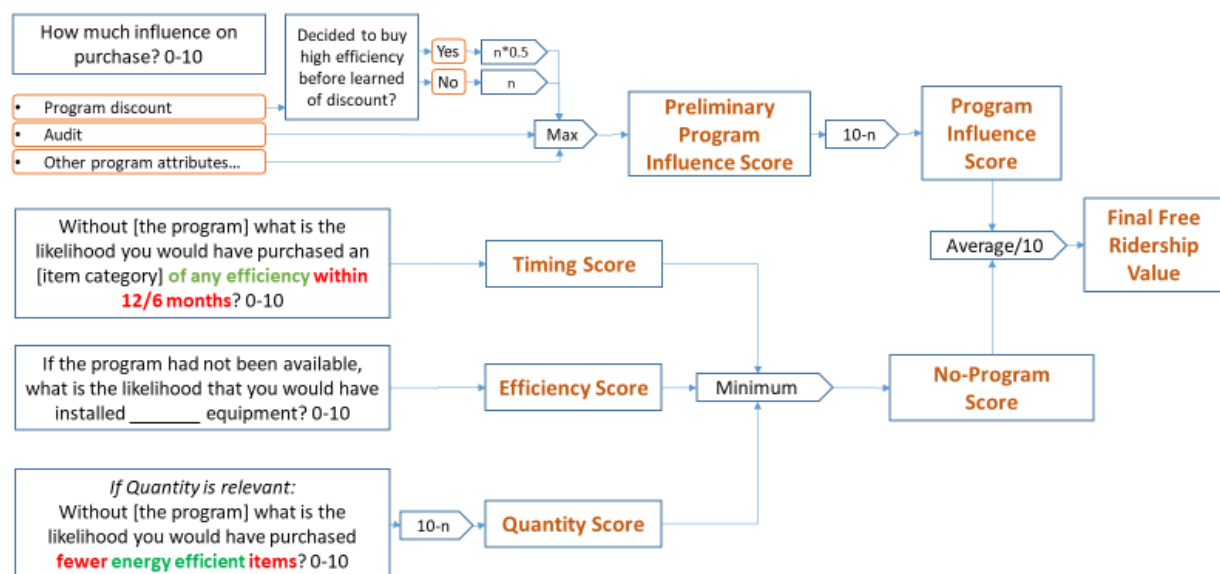 How much influence on
purchase? 0-10
• Program discount
• Audit
• Other program attributes...
Decided to buy
high efficiency
before learned
of discount?
Yes
n*0.5
No
n
Max
Preliminary
Program
Influence Score
10-n
Program
Influence
Score
Without [the program] what is the
likelihood you would have purchased an
[item category] of any efficiency within
12/6 months? 0-10
Timing Score
Average/10
Final Free
Ridership
Value
If the program had not been available,
what is the likelihood that you would have
installed _______ equipment? 0-10
Efficiency Score
Minimum
No-Program
Score
If Quantity is relevant:
Without [the program] what is the
likelihood you would have purchased
fewer energy efficient items? 0-10
10-n
Quantity Score